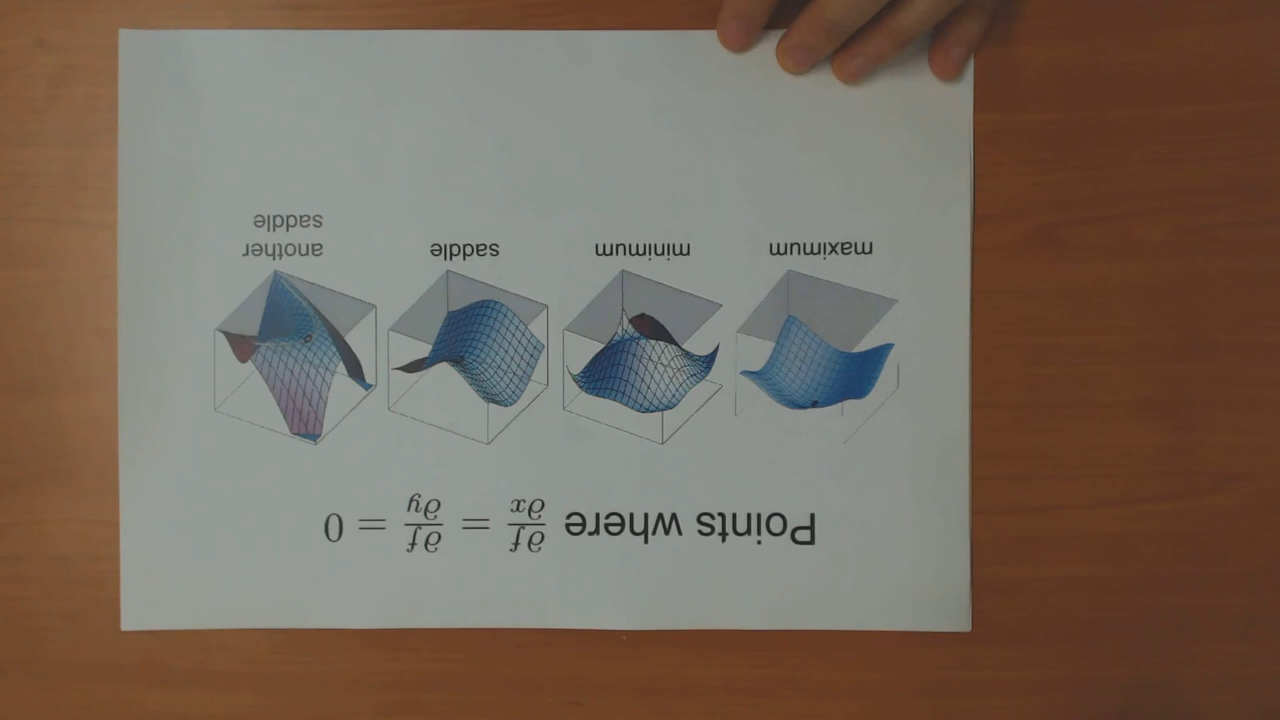 Points where ∂f/∂x = ∂f/∂y = 0
maximum
minimum
saddle
another
saddle